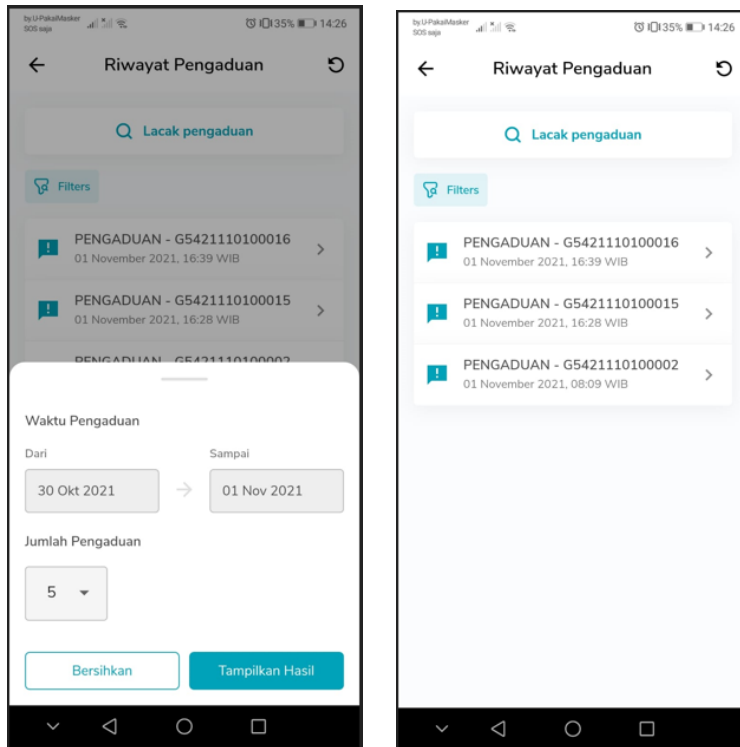 by.U-PakaiMasker
SOS saja
35% 14:26
Riwayat Pengaduan
Lacak pengaduan
Filters
PENGADUAN - G5421110100016
01 November 2021, 16:39 WIB
PENGADUAN - G5421110100015
01 November 2021, 16:28 WIB
PENGADUAN - G5421110100002
Waktu Pengaduan
Dari
Sampai
30 Okt 2021
01 Nov 2021
Jumlah Pengaduan
5
Bersihkan
Tampilkan Hasil
by.U-PakaiMasker
SOS saja
35% 14:26
Riwayat Pengaduan
Lacak pengaduan
Filters
PENGADUAN - G5421110100016
01 November 2021, 16:39 WIB
PENGADUAN - G5421110100015
01 November 2021, 16:28 WIB
PENGADUAN - G5421110100002
01 November 2021, 08:09 WIB